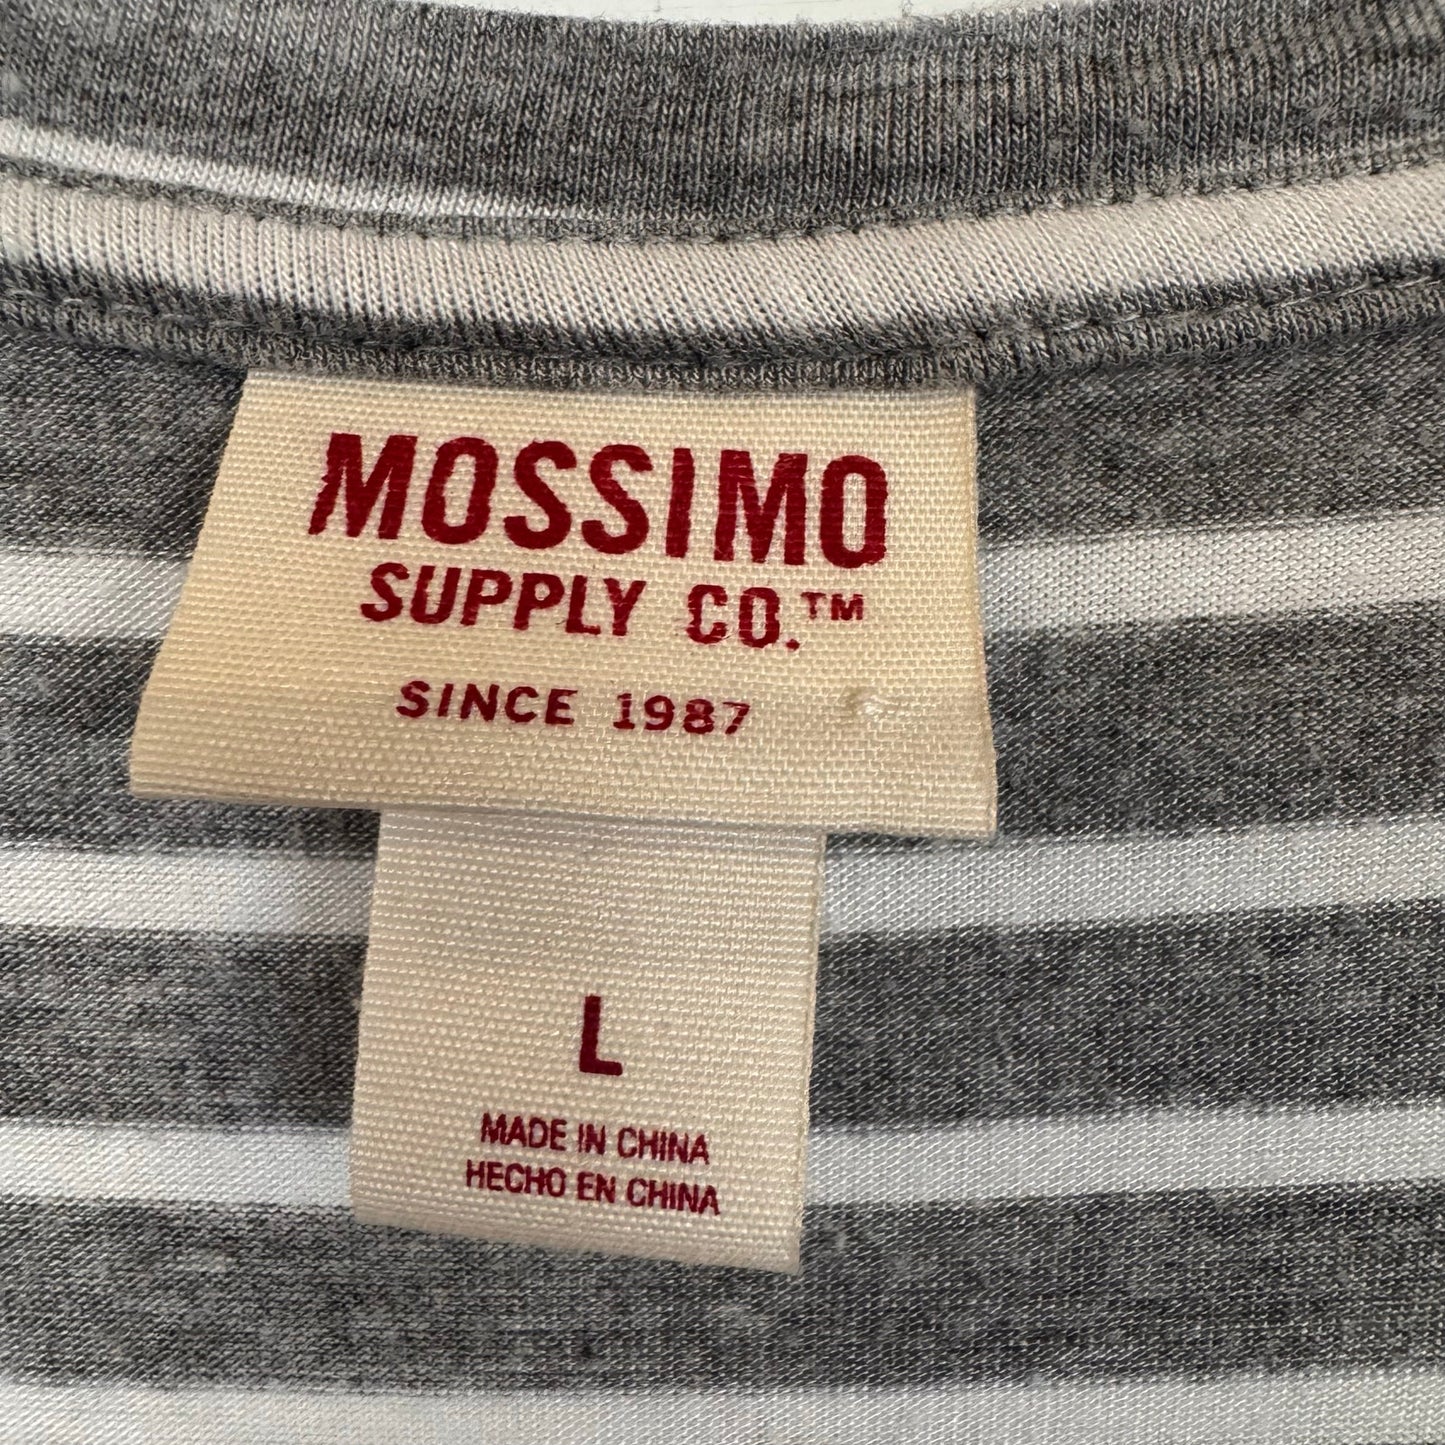 MOSSIMO
SUPPLY CO.™
SINCE 1987
L
MADE IN CHINA
HECHO EN CHINA